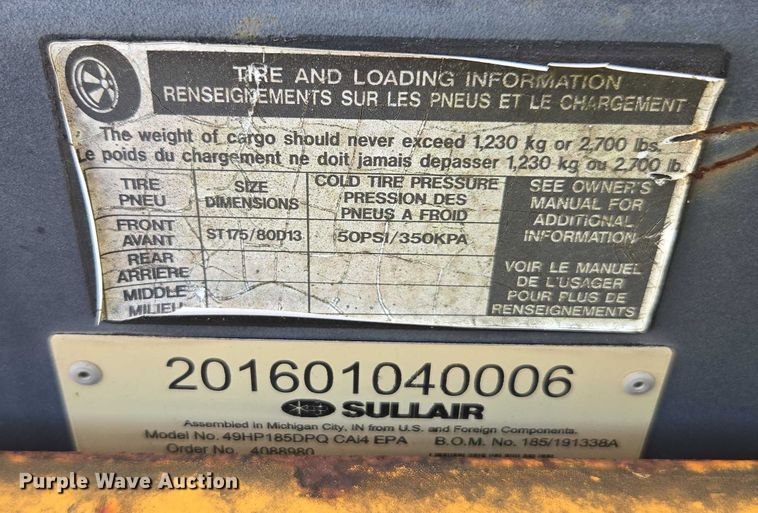 TIRE AND LOADING INFORMATION
RENSEIGNEMENTS SUR LES PNEUS ET LE CHARGEMENT
The weight of cargo should never exceed 1,230 kg or 2,700 lbs.
Le poids du chargement ne doit jamais depasser 1,230 kg ou 2,700 lb.
TIRE
PNEU
SIZE
DIMENSIONS
COLD TIRE PRESSURE
PRESSION DES
PNEUS A FROID
SEE OWNER'S
MANUAL FOR
ADDITIONAL
INFORMATION
FRONT
AVANT
ST175/80D13
50PSI/350KPA
REAR
ARRIERE
MIDDLE
MILIEU
VOIR LE MANUEL
DE L'USAGER
POUR PLUS DE
RENSEIGNEMENTS
201601040006
SULLAIR
Assembled in Michigan City, IN from U.S. and Foreign Components.
Model No. 49HP185DPQ CAI4 EPA B.O.M. No. 185/191338A
Order No. 4088980
Purple Wave Auction